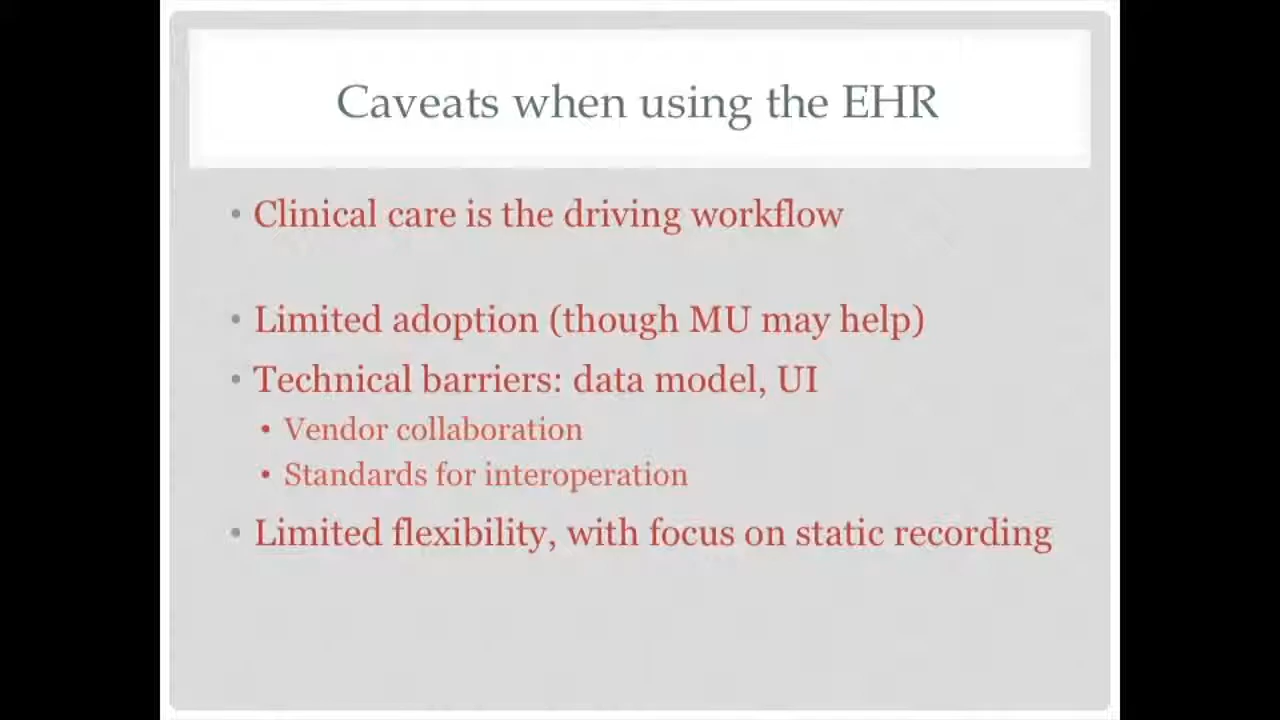 Caveats when using the EHR
• Clinical care is the driving workflow
• Limited adoption (though MU may help)
• Technical barriers: data model, UI
• Vendor collaboration
• Standards for interoperation
• Limited flexibility, with focus on static recording